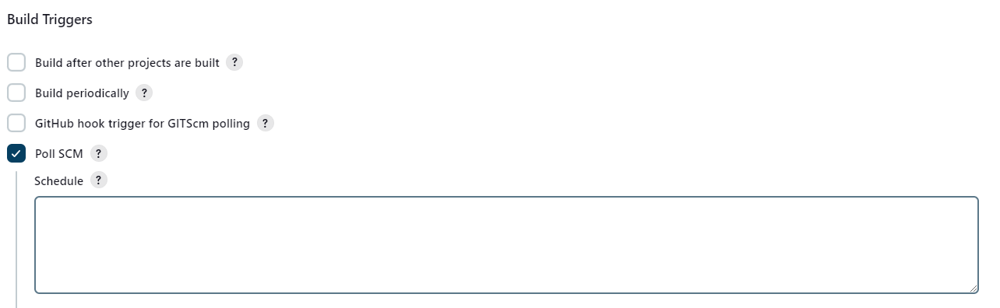 Build Triggers
Build after other projects are built ?
Build periodically ?
GitHub hook trigger for GITScm polling ?
Poll SCM ?
Schedule ?